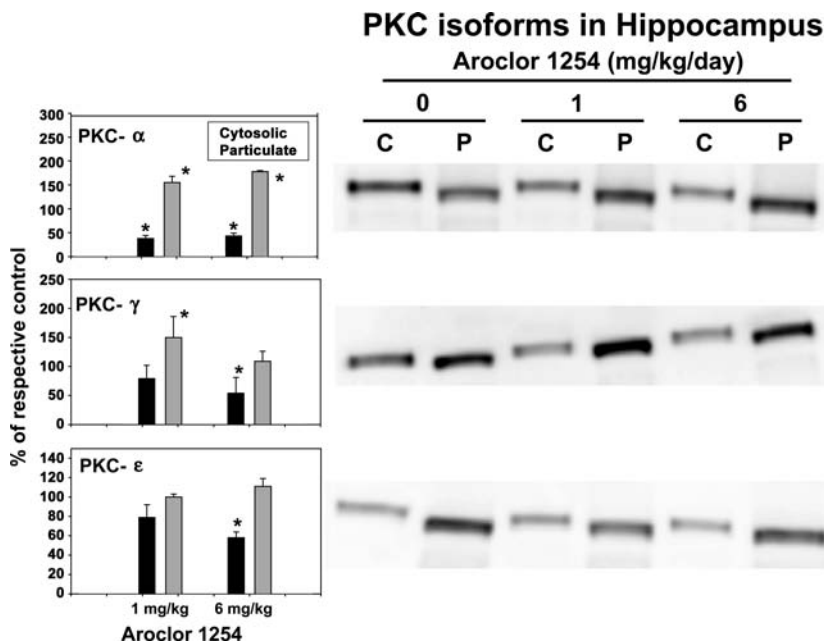 PKC isoforms in Hippocampus
Aroclor 1254 (mg/kg/day)
0 1 6
C P C P C P
% of respective control
300
250
200
150
100
50
0
PKC- α
Cytosolic
Particulate
* * * *
250
200
150
100
50
0
PKC- γ
* *
140
120
100
80
60
40
20
0
PKC- ε
*
1 mg/kg 6 mg/kg
Aroclor 1254